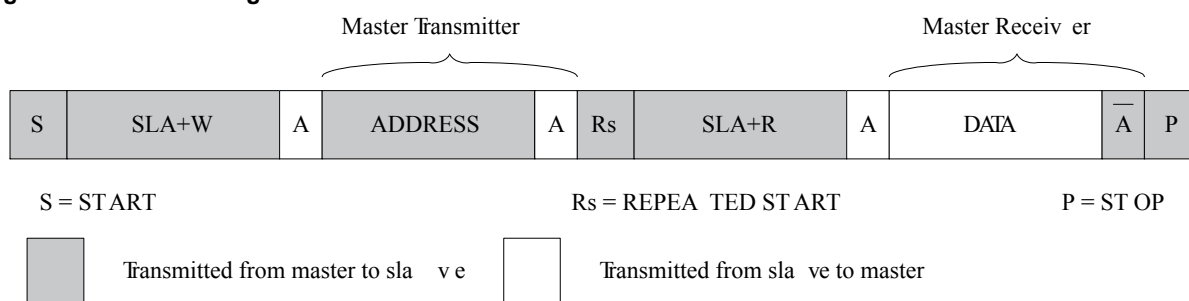 Master Transmitter Master Receiv er
S SLA+W A ADDRESS A Rs SLA+R A DATA A̅ P
S = ST ART Rs = REPEA TED ST ART P = ST OP
Transmitted from master to sla v e Transmitted from sla ve to master